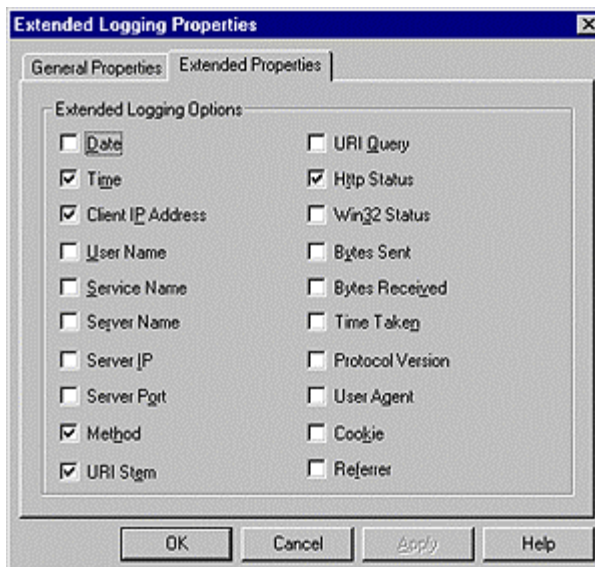 Extended Logging Properties
General Properties
Extended Properties
Extended Logging Options
Date
Time
Client IP Address
User Name
Service Name
Server Name
Server IP
Server Port
Method
URI Stem
URI Query
Http Status
Win32 Status
Bytes Sent
Bytes Received
Time Taken
Protocol Version
User Agent
Cookie
Referrer
OK
Cancel
Apply
Help